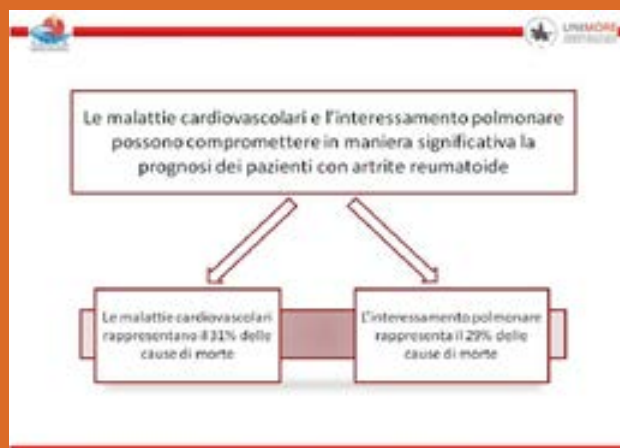 UNIMORE
Le malattie cardiovascolari e l'interessamento polmonare
possono compromettere in maniera significativa la
prognosi dei pazienti con artrite reumatoide
Le malattie cardiovascolari
rappresentano il 31% delle
cause di morte
L'interessamento polmonare
rappresenta il 29% delle
cause di morte